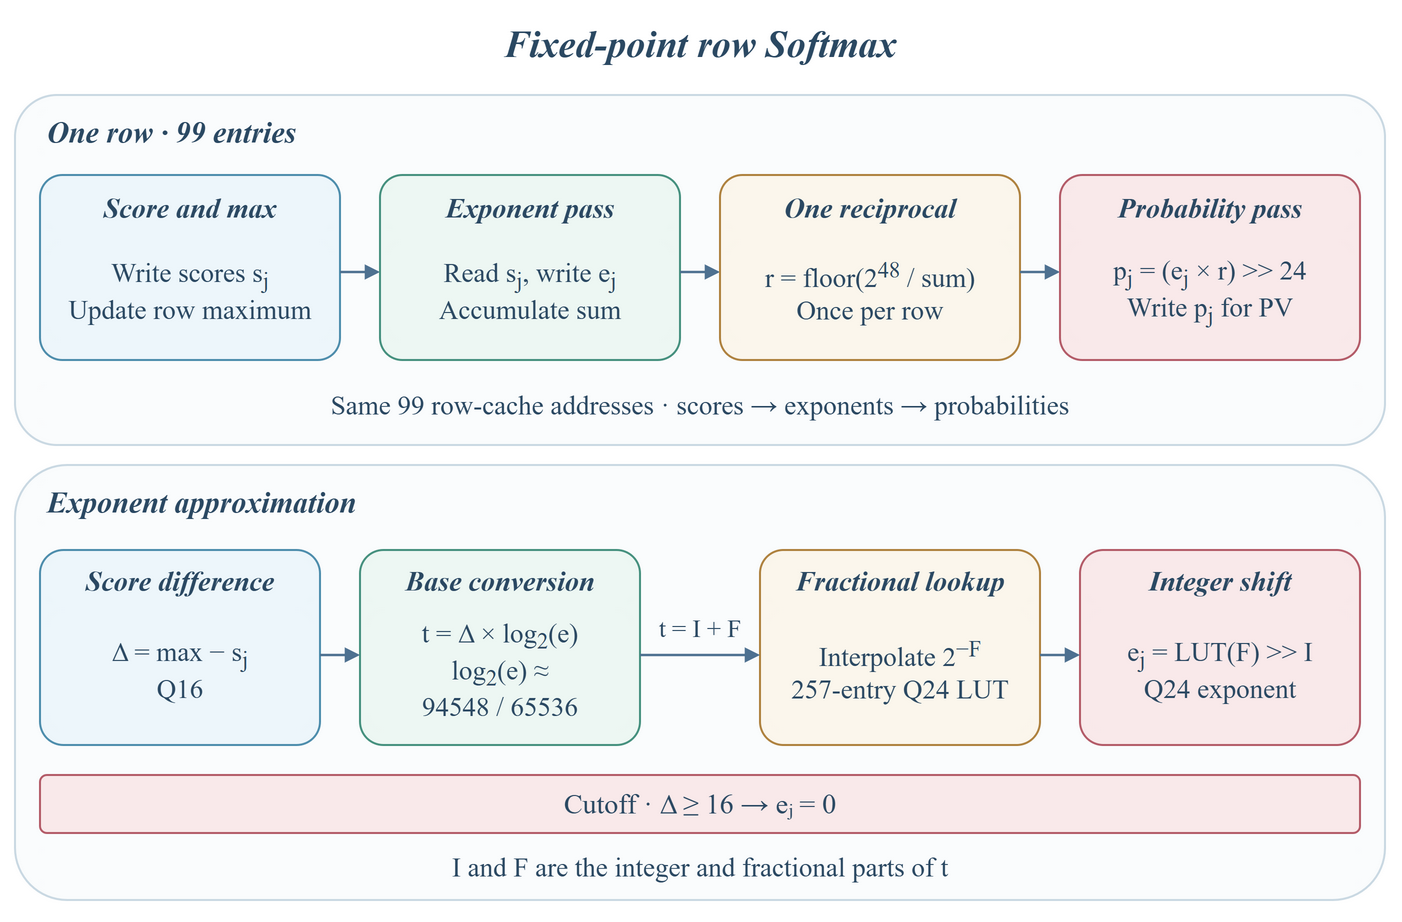 Fixed-point row Softmax
One row · 99 entries
Score and max
Write scores sⱼ
Update row maximum
Exponent pass
Read sⱼ, write eⱼ
Accumulate sum
One reciprocal
r = floor(2⁴⁸ / sum)
Once per row
Probability pass
pⱼ = (eⱼ × r) >> 24
Write pⱼ for PV
Same 99 row-cache addresses · scores → exponents → probabilities
Exponent approximation
Score difference
Δ = max − sⱼ
Q16
Base conversion
t = Δ × log₂(e)
log₂(e) ≈
94548 / 65536
t = I + F
Fractional lookup
Interpolate 2⁻ᶠ
257-entry Q24 LUT
Integer shift
eⱼ = LUT(F) >> I
Q24 exponent
Cutoff · Δ ≥ 16 → eⱼ = 0
I and F are the integer and fractional parts of t